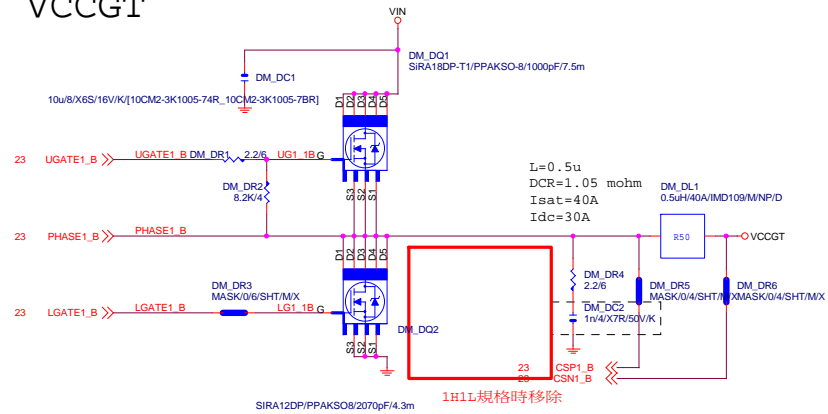 VCCGT
VIN
DM_DQ1
SiRA18DP-T1/PPAKSO-8/1000pF/7.5m
DM_DC1
10u/8/X6S/16V/K/[10CM2-3K1005-74R_10CM2-3K1005-7BR]
D1 D2 D3 D4 D5
23 UGATE1_B UGATE1_B DM_DR1 2.2/6 UG1_1B G
S3 S2 S1
DM_DR2
8.2K/4
L=0.5u
DCR=1.05 mohm
Isat=40A
Idc=30A
DM_DL1
0.5uH/40A/IMD109/M/NP/D
23 PHASE1_B PHASE1_B
R50
VCCGT
D1 D2 D3 D4 D5
DM_DR3
MASK/0/6/SHT/M/X
23 LGATE1_B LGATE1_B LG1_1B G
S3 S2 S1
DM_DQ2
SIRA12DP/PPAKSO8/2070pF/4.3m
DM_DR4
2.2/6
DM_DC2
1n/4/X7R/50V/K
DM_DR5
MASK/0/4/SHT/M/X
DM_DR6
MASK/0/4/SHT/M/X
23 CSP1_B
23 CSN1_B
1H1L規格時移除